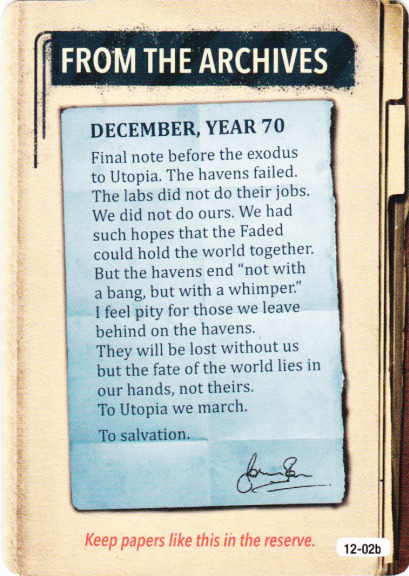 FROM THE ARCHIVES
DECEMBER, YEAR 70
Final note before the exodus
to Utopia. The havens failed.
The labs did not do their jobs.
We did not do ours. We had
such hopes that the Faded
could hold the world together.
But the havens end “not with
a bang, but with a whimper.”
I feel pity for those we leave
behind on the havens.
They will be lost without us
but the fate of the world lies in
our hands, not theirs.
To Utopia we march.
To salvation.
Keep papers like this in the reserve.
12-02b